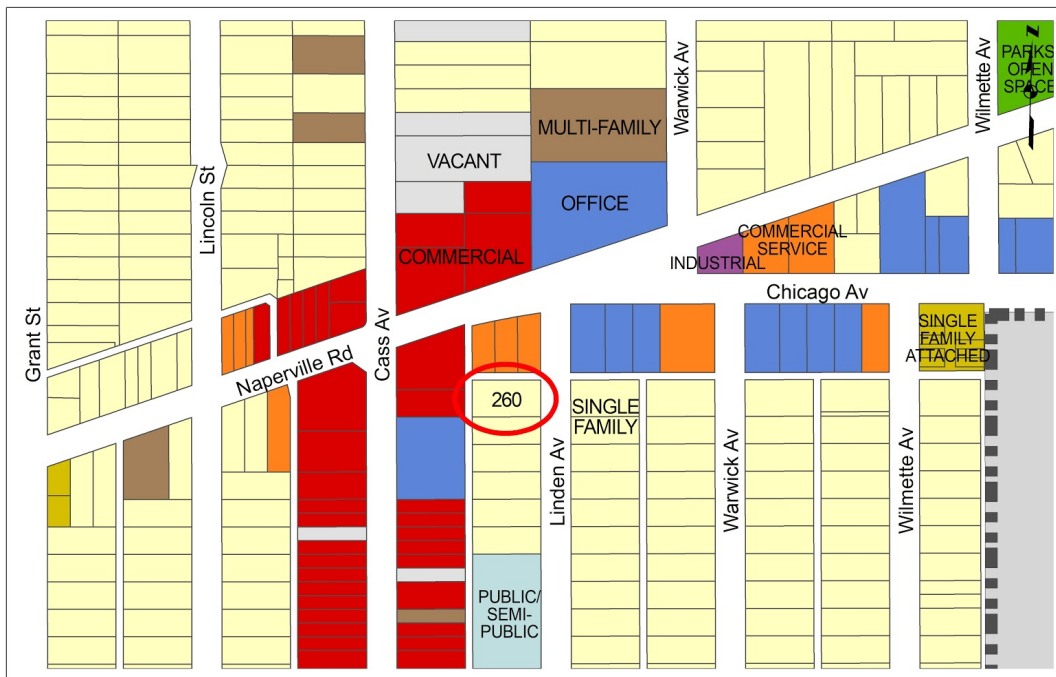 Grant St
Lincoln St
Naperville Rd
Cass Av
Warwick Av
Wilmette Av
N
PARKS/
OPEN
SPACE
MULTI-FAMILY
VACANT
OFFICE
COMMERCIAL
COMMERCIAL
SERVICE
INDUSTRIAL
Chicago Av
SINGLE
FAMILY
ATTACHED
260
SINGLE
FAMILY
Linden Av
Warwick Av
Wilmette Av
PUBLIC/
SEMI-
PUBLIC